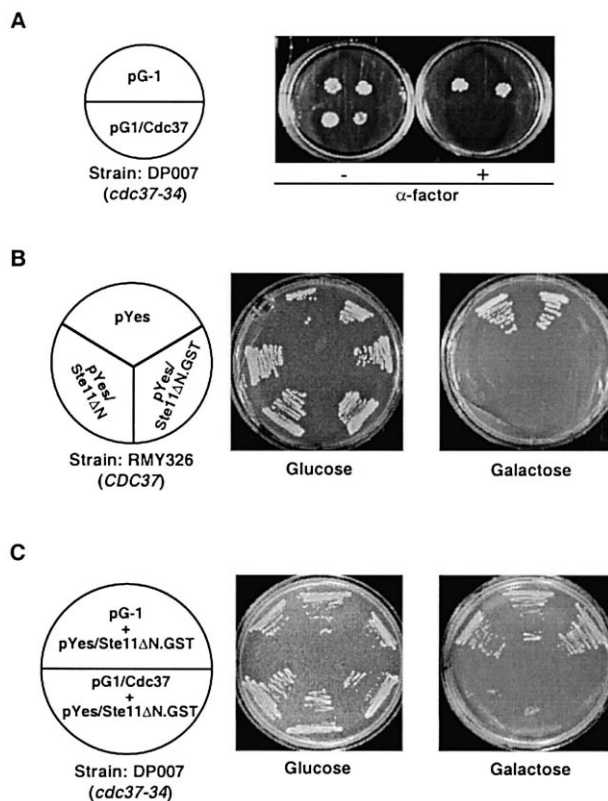 A
pG-1
pG1/Cdc37
Strain: DP007
(cdc37-34)
- +
α-factor
B
pYes
pYes/
Ste11ΔN
pYes/
Ste11ΔN.GST
Strain: RMY326
(CDC37)
Glucose
Galactose
C
pG-1
+
pYes/Ste11ΔN.GST
pG1/Cdc37
+
pYes/Ste11ΔN.GST
Strain: DP007
(cdc37-34)
Glucose
Galactose